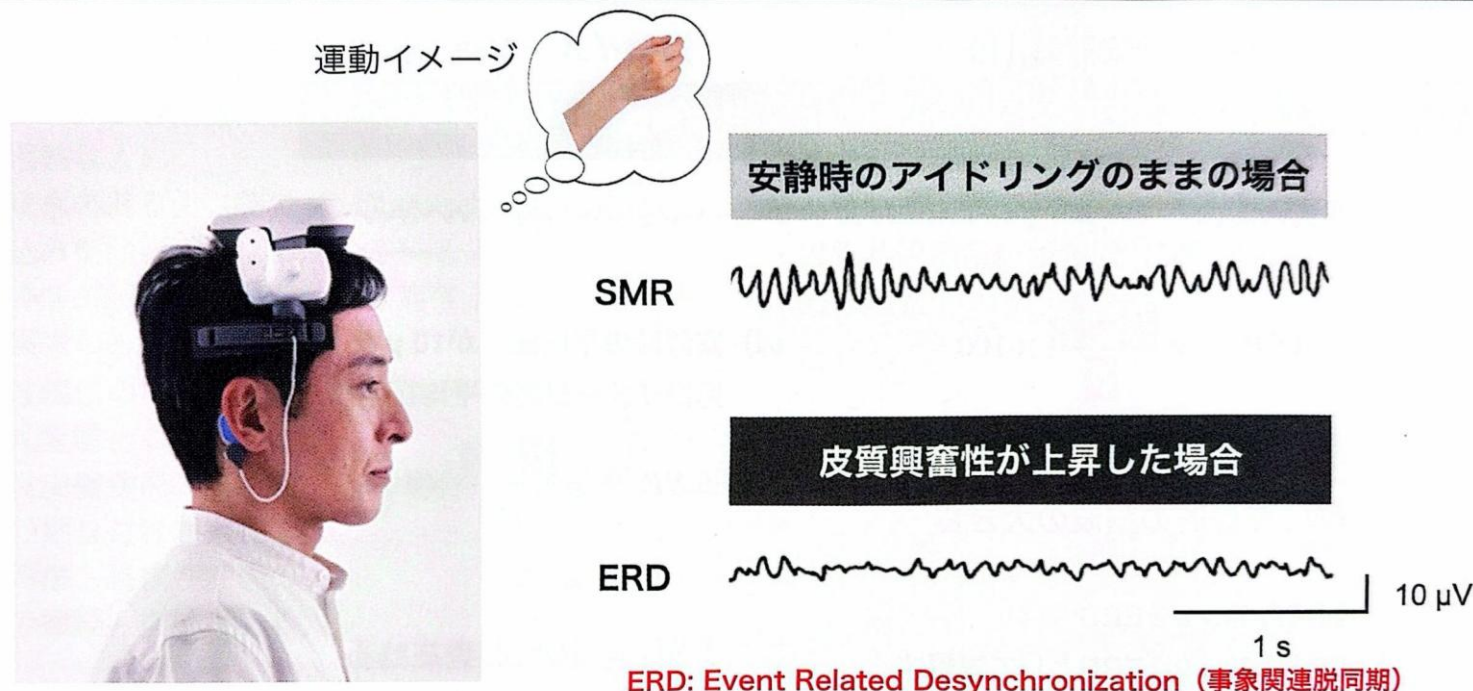 運動イメージ
安静時のアイドリングのままの場合
SMR
皮質興奮性が上昇した場合
ERD
10 μV
1 s
ERD: Event Related Desynchronization（事象関連脱同期）